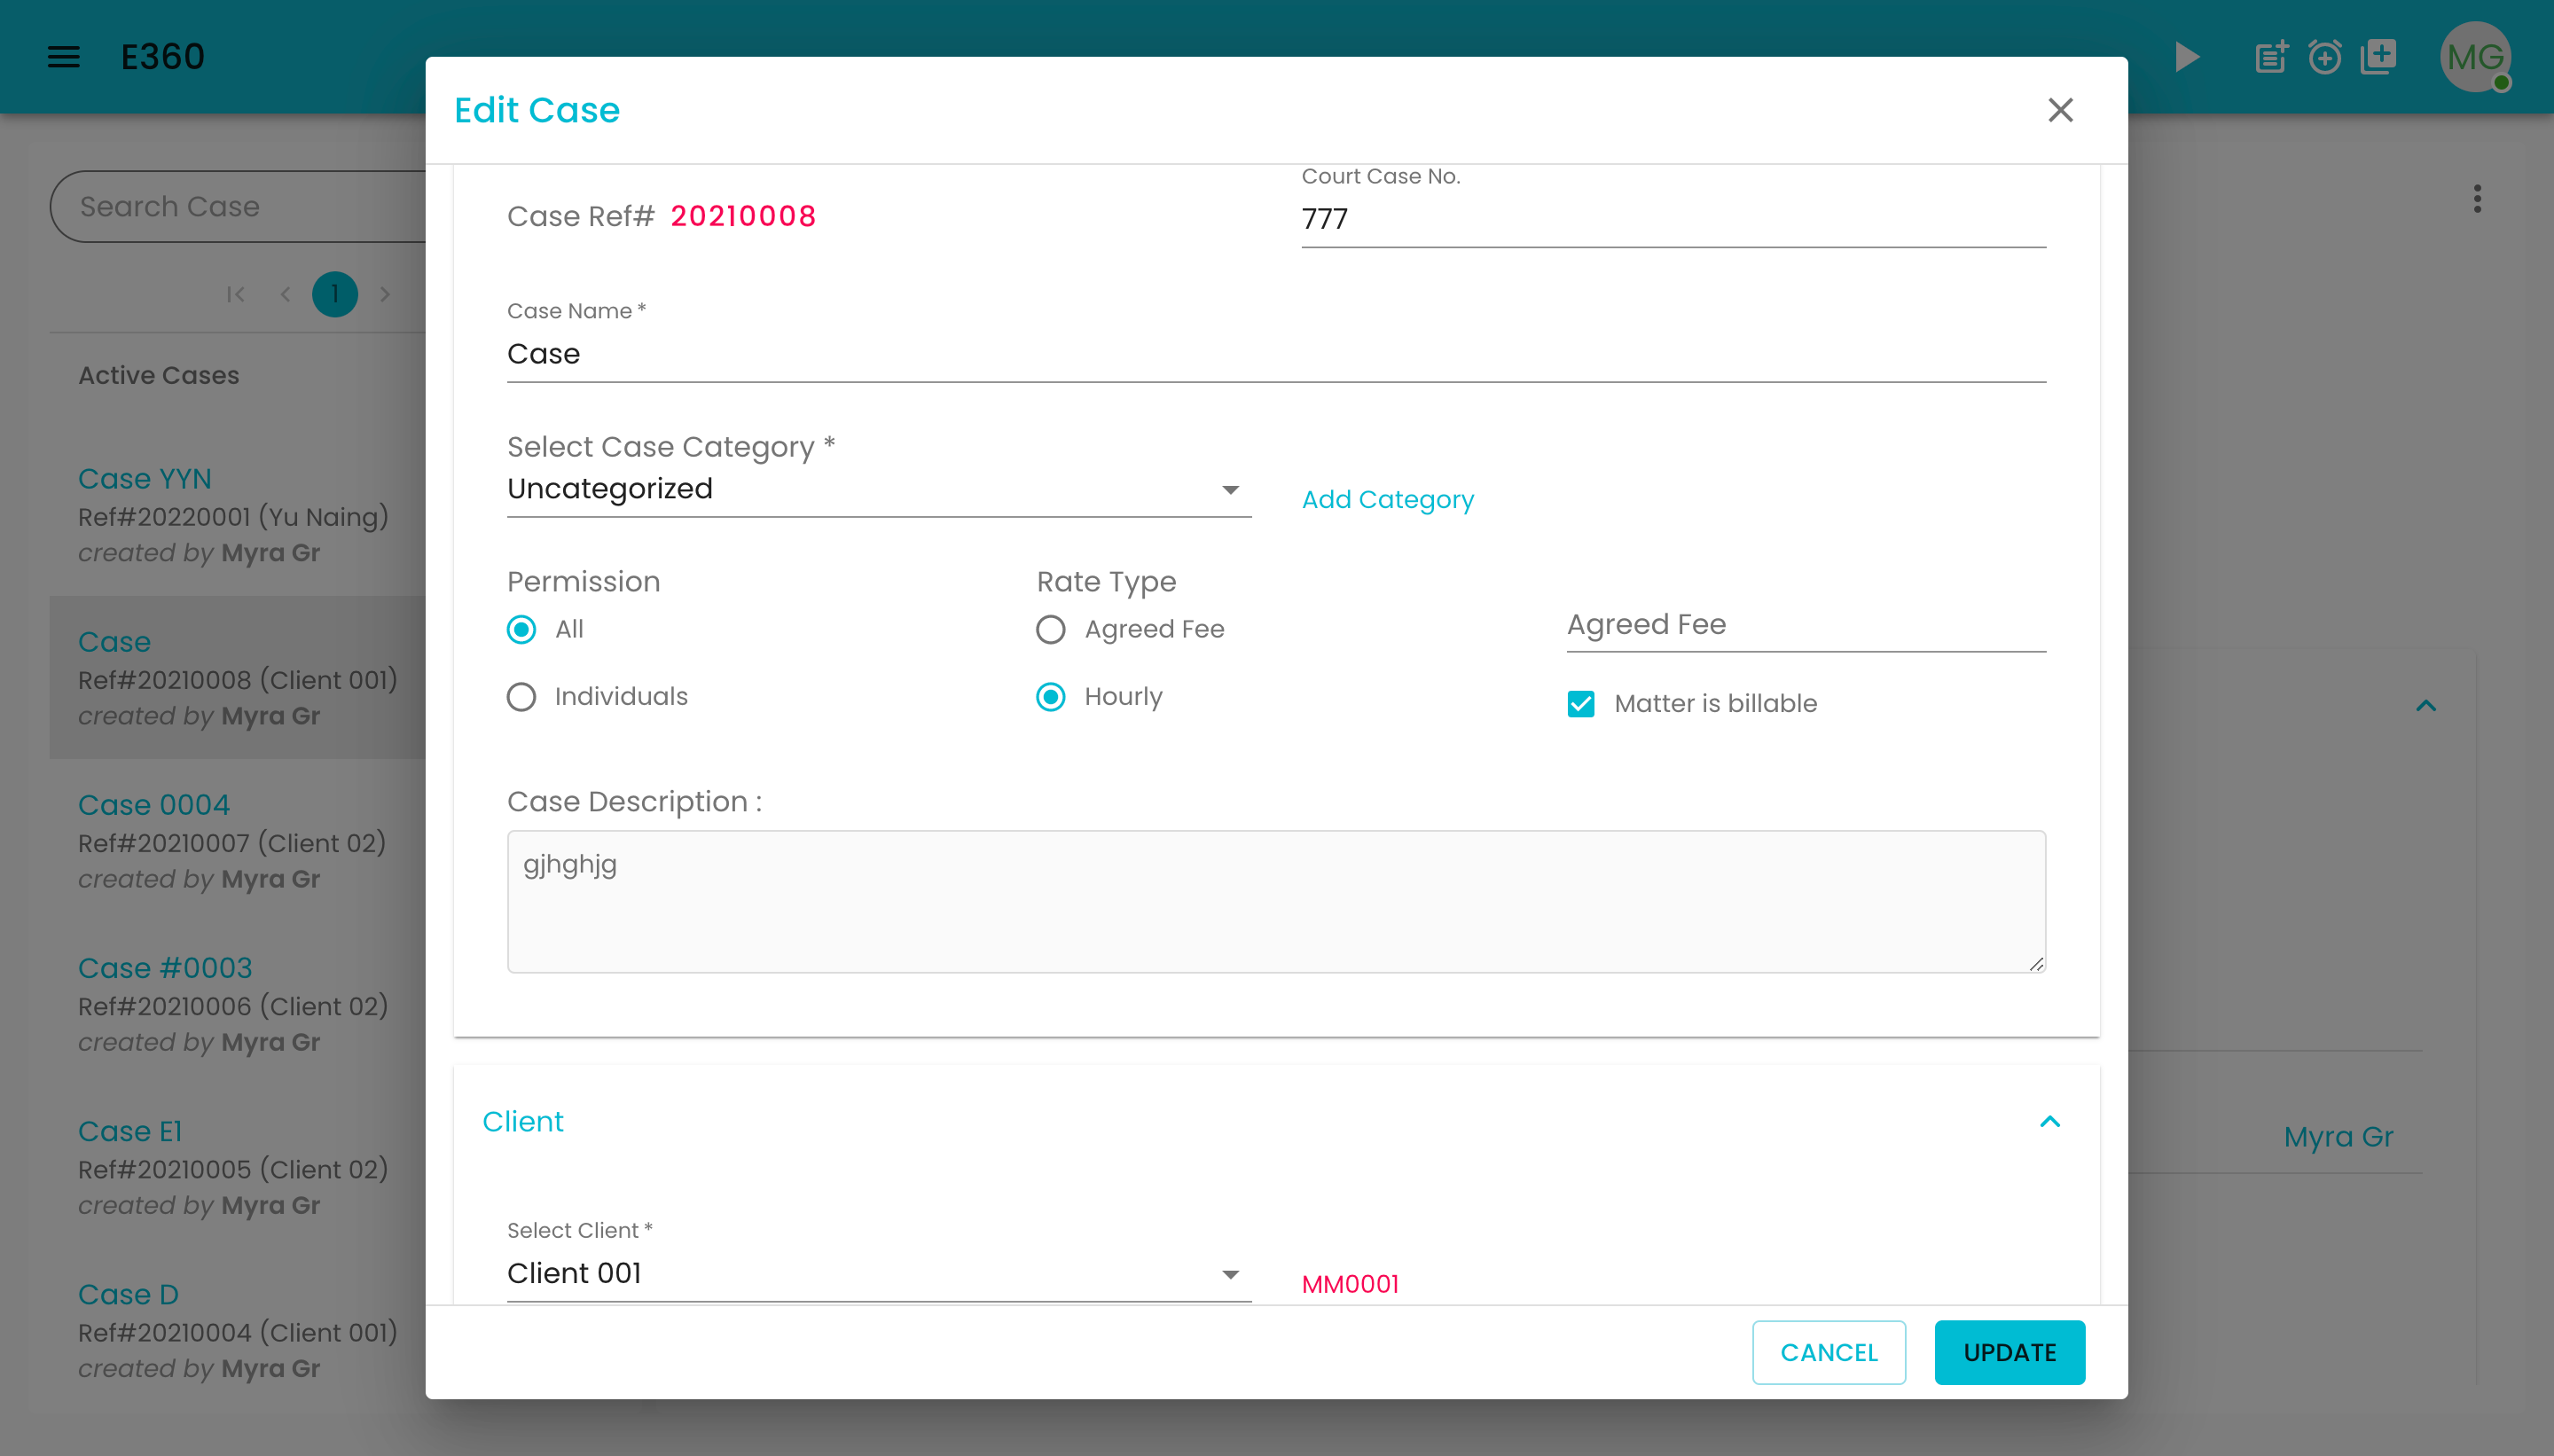 E360
MG
Search Case
1
Active Cases
Case YYN
Ref#20220001 (Yu Naing)
created by Myra Gr
Case
Ref#20210008 (Client 001)
created by Myra Gr
Case 0004
Ref#20210007 (Client 02)
created by Myra Gr
Case #0003
Ref#20210006 (Client 02)
created by Myra Gr
Case E1
Ref#20210005 (Client 02)
created by Myra Gr
Case D
Ref#20210004 (Client 001)
created by Myra Gr
Edit Case
Case Ref# 20210008
Court Case No.
777
Case Name *
Case
Select Case Category *
Uncategorized
Add Category
Permission
All
Individuals
Rate Type
Agreed Fee
Hourly
Agreed Fee
Matter is billable
Case Description :
gjhghjg
Client
Select Client *
Client 001
MM0001
CANCEL
UPDATE
Myra Gr